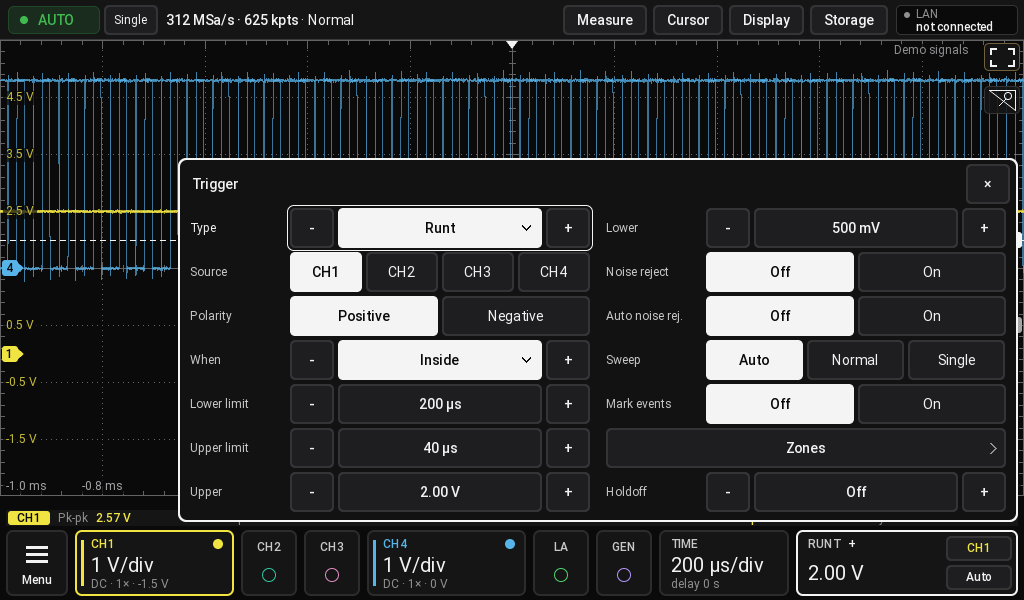 AUTO
Single
312 MSa/s · 625 kpts · Normal
Measure
Cursor
Display
Storage
LAN
not connected
Demo signals
4.5 V
3.5 V
2.5 V
4
0.5 V
1
-0.5 V
-1.5 V
-1.0 ms
-0.8 ms
Trigger
×
Type
-
Runt
+
Source
CH1
CH2
CH3
CH4
Polarity
Positive
Negative
When
-
Inside
+
Lower limit
-
200 µs
+
Upper limit
-
40 µs
+
Upper
-
2.00 V
+
Lower
-
500 mV
+
Noise reject
Off
On
Auto noise rej.
Off
On
Sweep
Auto
Normal
Single
Mark events
Off
On
Zones
Holdoff
-
Off
+
CH1
Pk-pk
2.57 V
Menu
CH1
1 V/div
DC · 1× · -1.5 V
CH2
CH3
CH4
1 V/div
DC · 1× · 0 V
LA
GEN
TIME
200 µs/div
delay 0 s
RUNT +
2.00 V
CH1
Auto